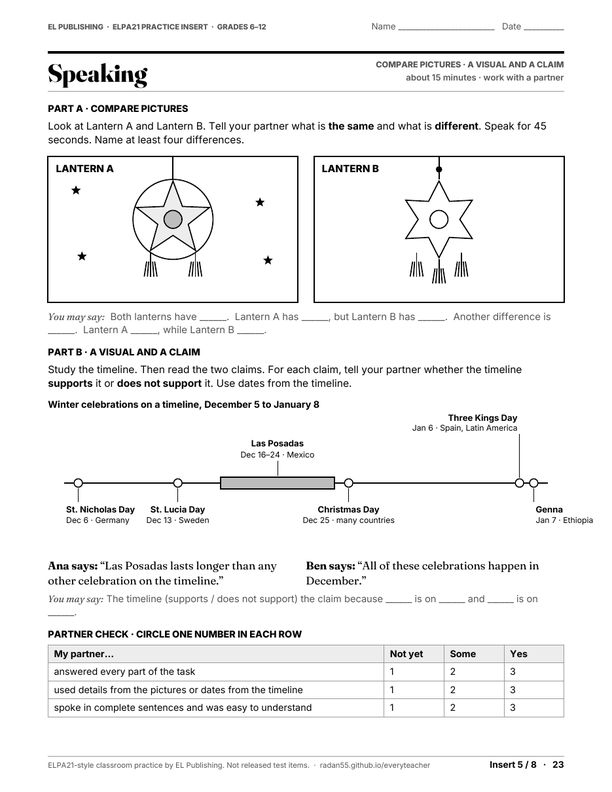 EL PUBLISHING · ELPA21 PRACTICE INSERT · GRADES 6–12
Name ______________________ Date _________
Speaking
COMPARE PICTURES · A VISUAL AND A CLAIM
about 15 minutes · work with a partner
PART A · COMPARE PICTURES
Look at Lantern A and Lantern B. Tell your partner what is the same and what is different. Speak for 45
seconds. Name at least four differences.
LANTERN A
LANTERN B
You may say: Both lanterns have ______. Lantern A has ______, but Lantern B has ______. Another difference is
______. Lantern A ______, while Lantern B ______.
PART B · A VISUAL AND A CLAIM
Study the timeline. Then read the two claims. For each claim, tell your partner whether the timeline
supports it or does not support it. Use dates from the timeline.
Winter celebrations on a timeline, December 5 to January 8
Three Kings Day
Jan 6 · Spain, Latin America
Las Posadas
Dec 16–24 · Mexico
St. Nicholas Day
Dec 6 · Germany
St. Lucia Day
Dec 13 · Sweden
Christmas Day
Dec 25 · many countries
Genna
Jan 7 · Ethiopia
Ana says: “Las Posadas lasts longer than any
other celebration on the timeline.”
Ben says: “All of these celebrations happen in
December.”
You may say: The timeline (supports / does not support) the claim because ______ is on ______ and ______ is on
______.
PARTNER CHECK · CIRCLE ONE NUMBER IN EACH ROW
My partner… Not yet Some Yes
answered every part of the task 1 2 3
used details from the pictures or dates from the timeline 1 2 3
spoke in complete sentences and was easy to understand 1 2 3
ELPA21-style classroom practice by EL Publishing. Not released test items. · radan55.github.io/everyteacher
Insert 5 / 8 · 23